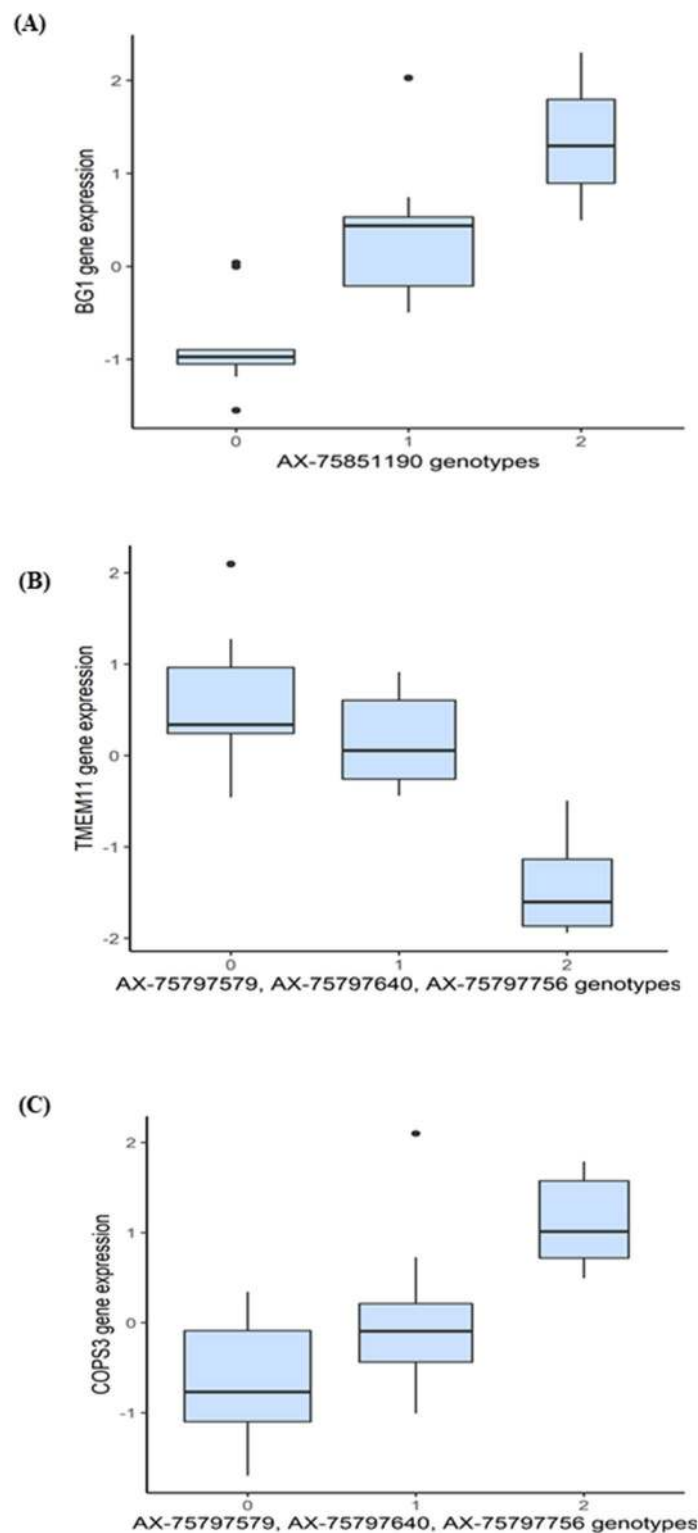 (A)
BG1 gene expression
2
1
0
-1
0 1 2
AX-75851190 genotypes
(B)
TMEM11 gene expression
2
1
0
-1
-2
0 1 2
AX-75797579, AX-75797640, AX-75797756 genotypes
(C)
COPS3 gene expression
2
1
0
-1
0 1 2
AX-75797579, AX-75797640, AX-75797756 genotypes